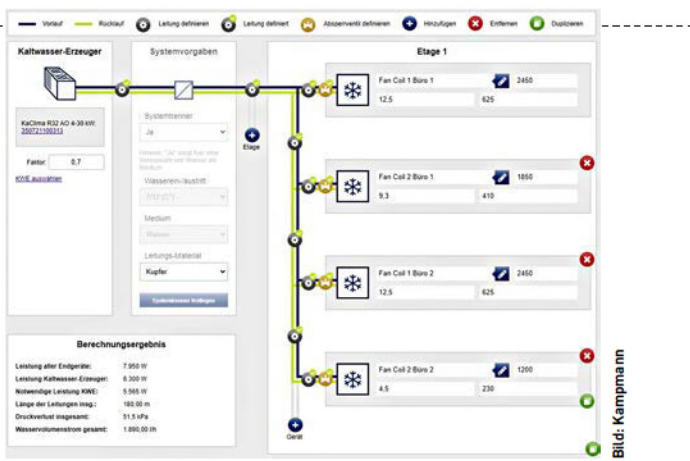 Vorlauf
Rücklauf
Leitung definieren
Leitung definiert
Absperrventil definieren
Hinzufügen
Entfernen
Duplizieren
Kaltwasser-Erzeuger
KaClima R32 AO 4-30 kW:
Faktor: 0,7
KWE auswählen
Systemvorgaben
Systemtrenner
Ja
Wasserein-/austritt
Medium
Wasser
Leitungs-Material
Kupfer
Etage
Etage 1
Fan Coil 1 Büro 1 2450
12,5 625
Fan Coil 2 Büro 1 1850
9,3 410
Fan Coil 1 Büro 2 2450
12,5 625
Fan Coil 2 Büro 2 1200
4,5 230
Gerät
Berechnungsergebnis
Leistung aller Endgeräte: 7.950 W
Leistung Kaltwasser-Erzeuger: 6.300 W
Notwendige Leistung KWE: 5.565 W
Länge der Leitungen insg.: 180,00 m
Druckverlust insgesamt: 51,5 kPa
Wasservolumenstrom gesamt: 1.890,00 l/h
Bild: Kampmann